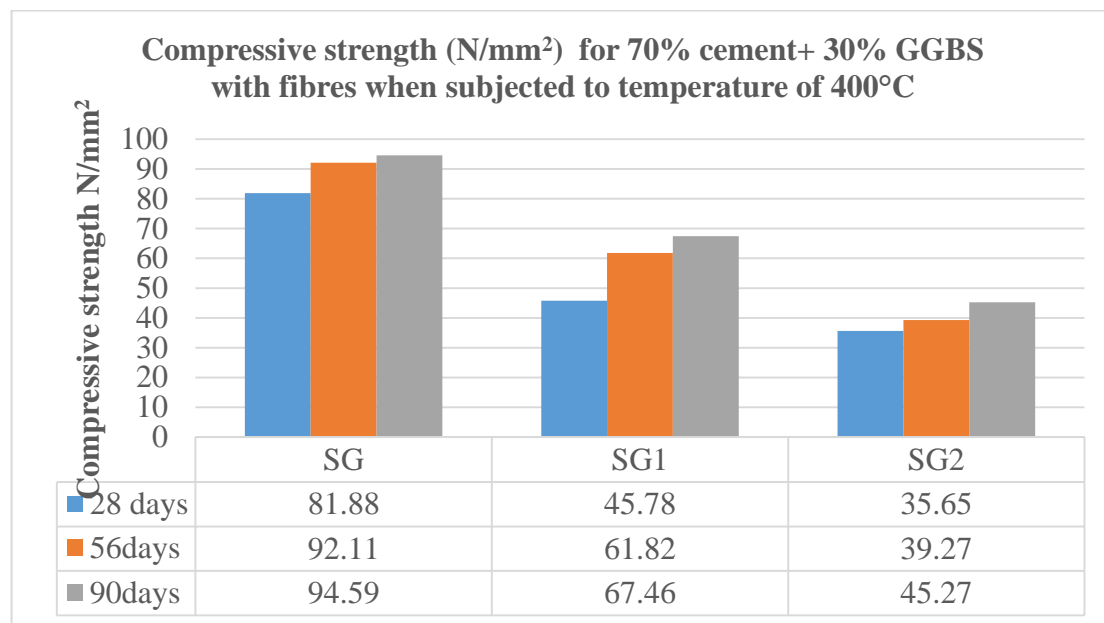 Compressive strength (N/mm²) for 70% cement+ 30% GGBS
with fibres when subjected to temperature of 400°C
Compressive strength N/mm²
100
90
80
70
60
50
40
30
20
10
0
SG SG1 SG2
28 days 81.88 45.78 35.65
56days 92.11 61.82 39.27
90days 94.59 67.46 45.27